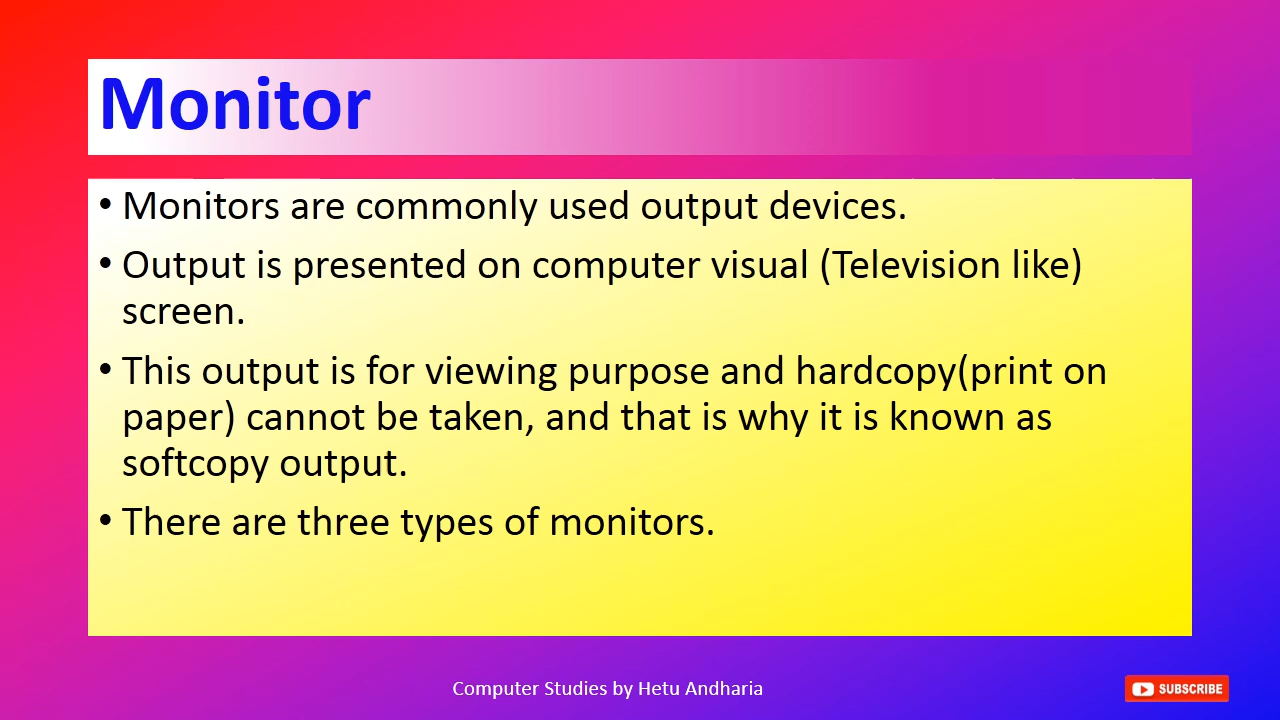 Monitor
• Monitors are commonly used output devices.
• Output is presented on computer visual (Television like)
screen.
• This output is for viewing purpose and hardcopy(print on
paper) cannot be taken, and that is why it is known as
softcopy output.
• There are three types of monitors.
Computer Studies by Hetu Andharia
SUBSCRIBE